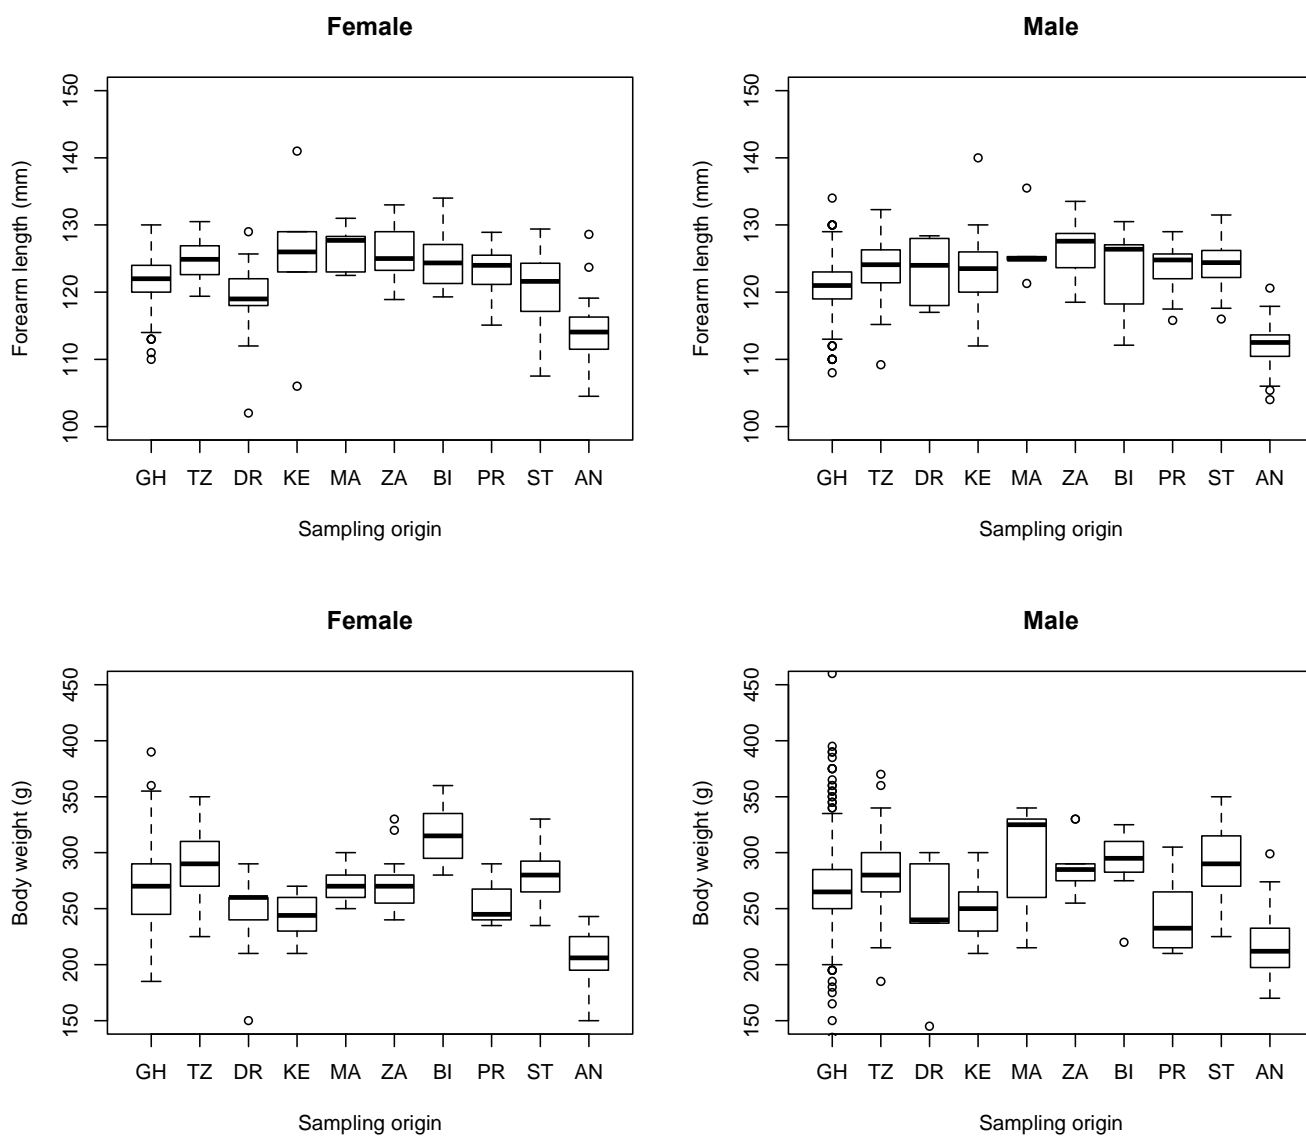 Female
Forearm length (mm)
150
140
130
120
110
100
GH TZ DR KE MA ZA BI PR ST AN
Sampling origin
Male
Forearm length (mm)
150
140
130
120
110
100
GH TZ DR KE MA ZA BI PR ST AN
Sampling origin
Female
Body weight (g)
450
400
350
300
250
200
150
GH TZ DR KE MA ZA BI PR ST AN
Sampling origin
Male
Body weight (g)
450
400
350
300
250
200
150
GH TZ DR KE MA ZA BI PR ST AN
Sampling origin